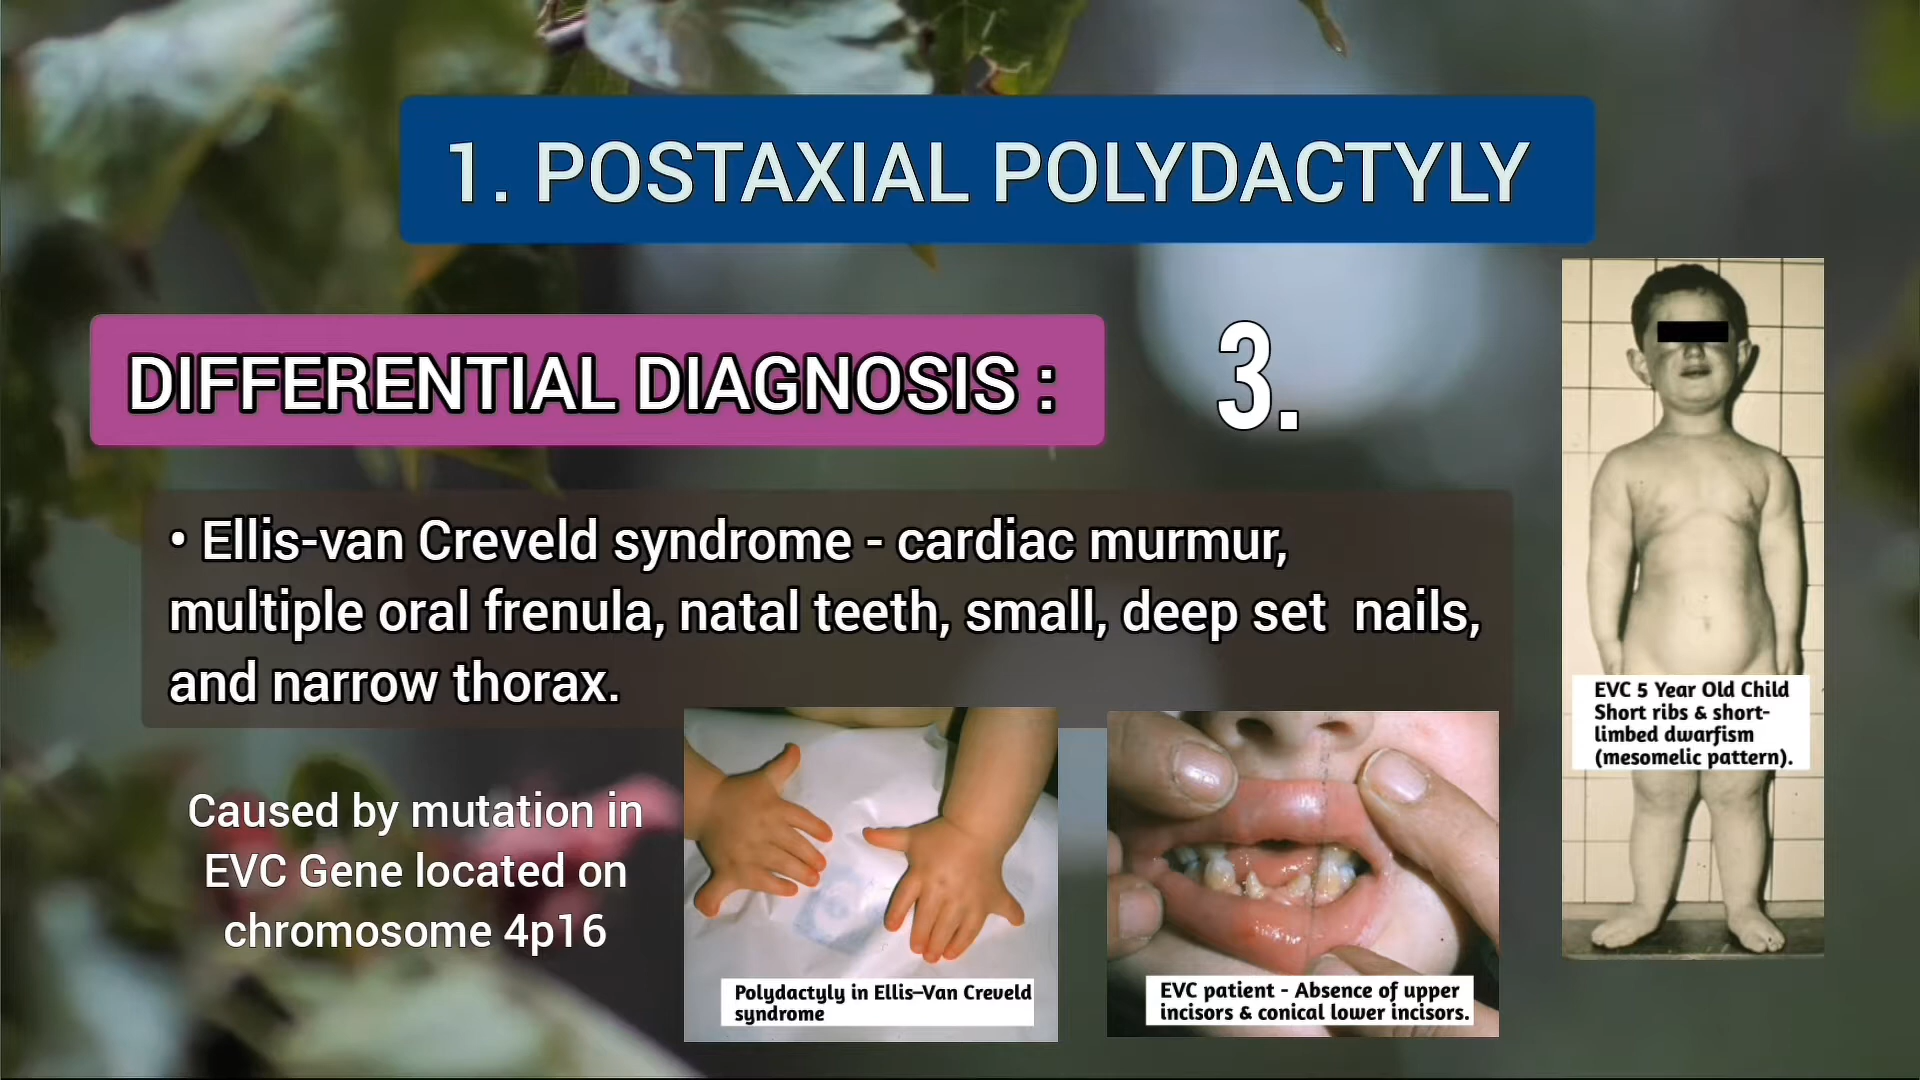 1. POSTAXIAL POLYDACTYLY
DIFFERENTIAL DIAGNOSIS :
3.
• Ellis-van Creveld syndrome - cardiac murmur,
multiple oral frenula, natal teeth, small, deep set  nails,
and narrow thorax.
Caused by mutation in
EVC Gene located on
chromosome 4p16
Polydactyly in Ellis–Van Creveld
syndrome
EVC patient - Absence of upper
incisors & conical lower incisors.
EVC 5 Year Old Child
Short ribs & short-
limbed dwarfism
(mesomelic pattern).